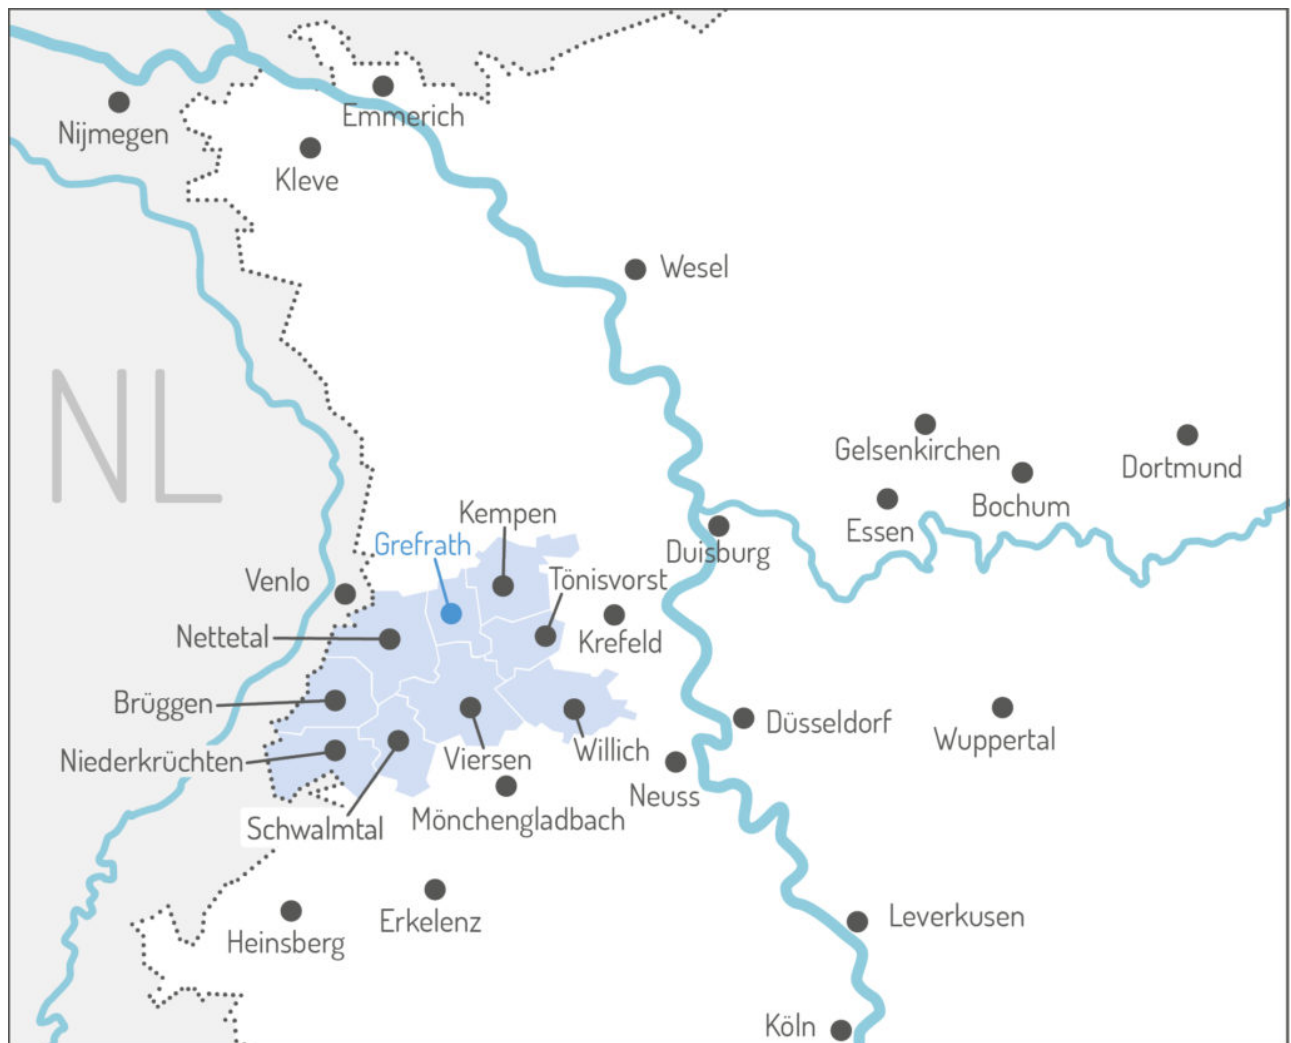 Emmerich
Nijmegen
Kleve
Wesel
NL
Gelsenkirchen
Dortmund
Bochum
Kempen
Essen
Grefrath
Duisburg
Venlo
Tönisvorst
Nettetal
Krefeld
Brüggen
Düsseldorf
Wuppertal
Niederkrüchten
Viersen
Willich
Neuss
Schwalmtal
Mönchengladbach
Leverkusen
Erkelenz
Heinsberg
Köln